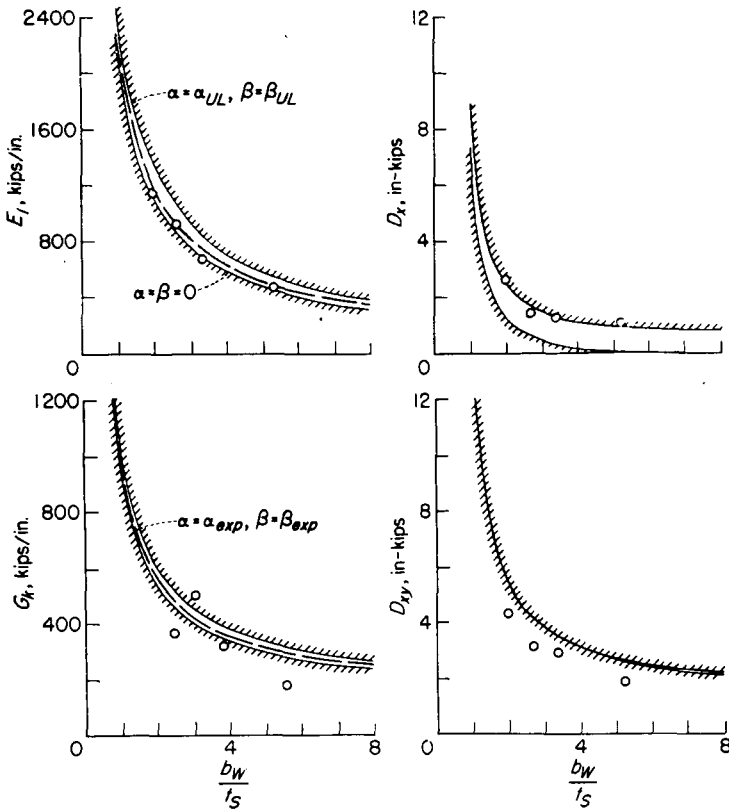 2400
1600
800
0
E_l, kips/in.
α = α_UL, β = β_UL
α = β = 0
12
8
4
0
D_x, in-kips
1200
800
400
0
G_k, kips/in.
α = α_exp, β = β_exp
4
8
b_W
t_S
12
8
4
0
D_xy, in-kips
4
8
b_W
t_S